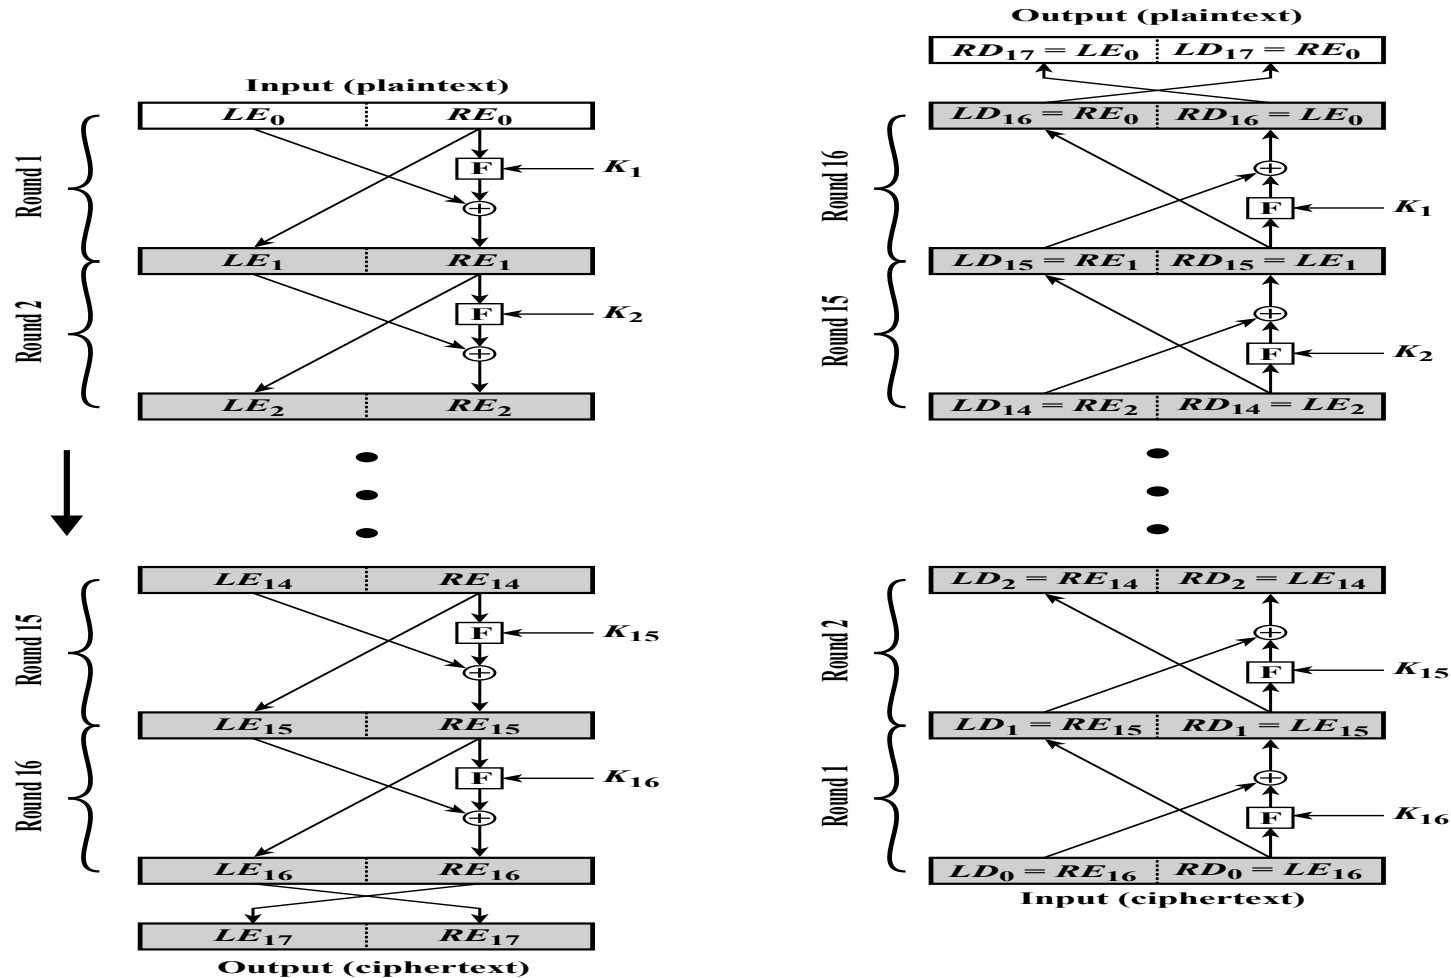 Input (plaintext)
LE₀ RE₀
Round 1
F K₁
+
LE₁ RE₁
Round 2
F K₂
+
LE₂ RE₂
LE₁₄ RE₁₄
Round 15
F K₁₅
+
LE₁₅ RE₁₅
Round 16
F K₁₆
+
LE₁₆ RE₁₆
LE₁₇ RE₁₇
Output (ciphertext)
Output (plaintext)
RD₁₇ = LE₀ LD₁₇ = RE₀
LD₁₆ = RE₀ RD₁₆ = LE₀
Round 16
+
F K₁
LD₁₅ = RE₁ RD₁₅ = LE₁
Round 15
+
F K₂
LD₁₄ = RE₂ RD₁₄ = LE₂
LD₂ = RE₁₄ RD₂ = LE₁₄
Round 2
+
F K₁₅
LD₁ = RE₁₅ RD₁ = LE₁₅
Round 1
+
F K₁₆
LD₀ = RE₁₆ RD₀ = LE₁₆
Input (ciphertext)